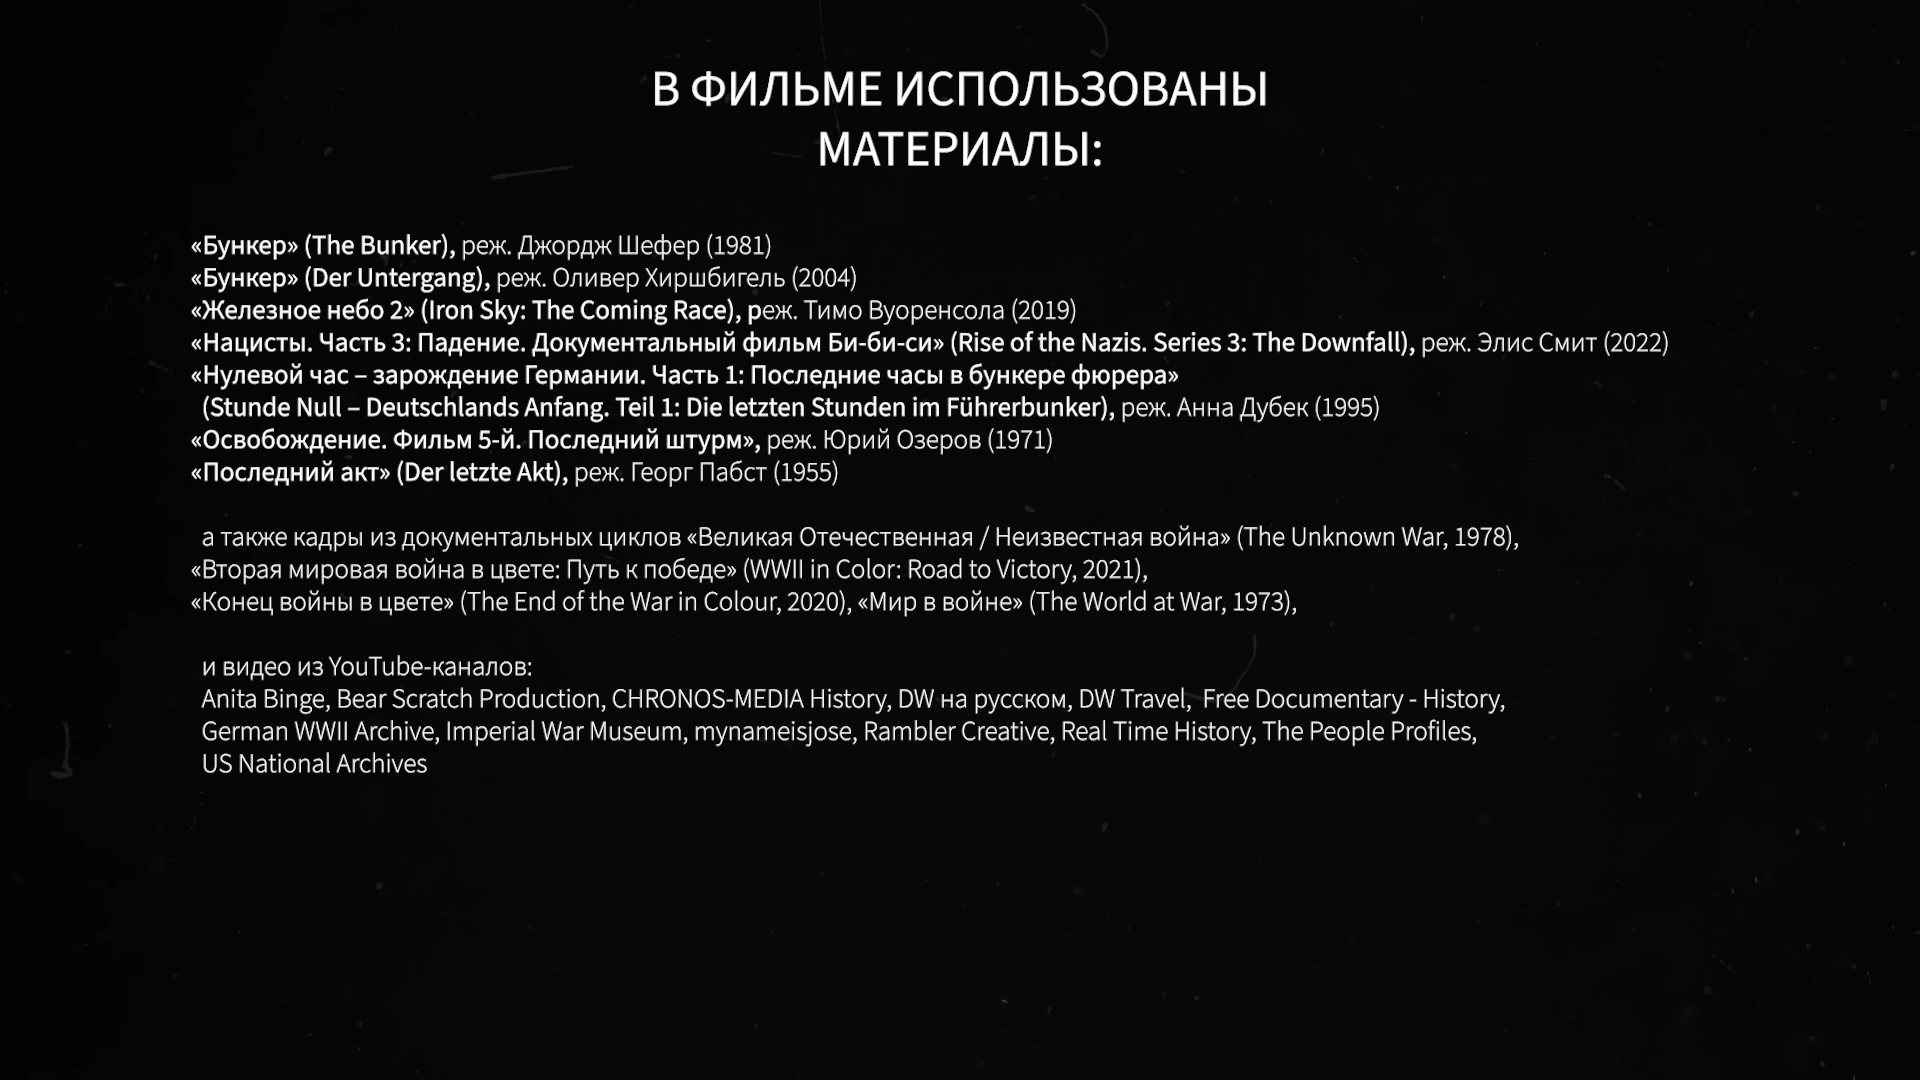 В ФИЛЬМЕ ИСПОЛЬЗОВАНЫ
МАТЕРИАЛЫ:
«Бункер» (The Bunker), реж. Джордж Шефер (1981)
«Бункер» (Der Untergang), реж. Оливер Хиршбигель (2004)
«Железное небо 2» (Iron Sky: The Coming Race), реж. Тимо Вуоренсола (2019)
«Нацисты. Часть 3: Падение. Документальный фильм Би-би-си» (Rise of the Nazis. Series 3: The Downfall), реж. Элис Смит (2022)
«Нулевой час – зарождение Германии. Часть 1: Последние часы в бункере фюрера»
(Stunde Null – Deutschlands Anfang. Teil 1: Die letzten Stunden im Führerbunker), реж. Анна Дубек (1995)
«Освобождение. Фильм 5-й. Последний штурм», реж. Юрий Озеров (1971)
«Последний акт» (Der letzte Akt), реж. Георг Пабст (1955)
а также кадры из документальных циклов «Великая Отечественная / Неизвестная война» (The Unknown War, 1978),
«Вторая мировая война в цвете: Путь к победе» (WWII in Color: Road to Victory, 2021),
«Конец войны в цвете» (The End of the War in Colour, 2020), «Мир в войне» (The World at War, 1973),
и видео из YouTube-каналов:
Anita Binge, Bear Scratch Production, CHRONOS-MEDIA History, DW на русском, DW Travel, Free Documentary - History,
German WWII Archive, Imperial War Museum, mynameisjose, Rambler Creative, Real Time History, The People Profiles,
US National Archives